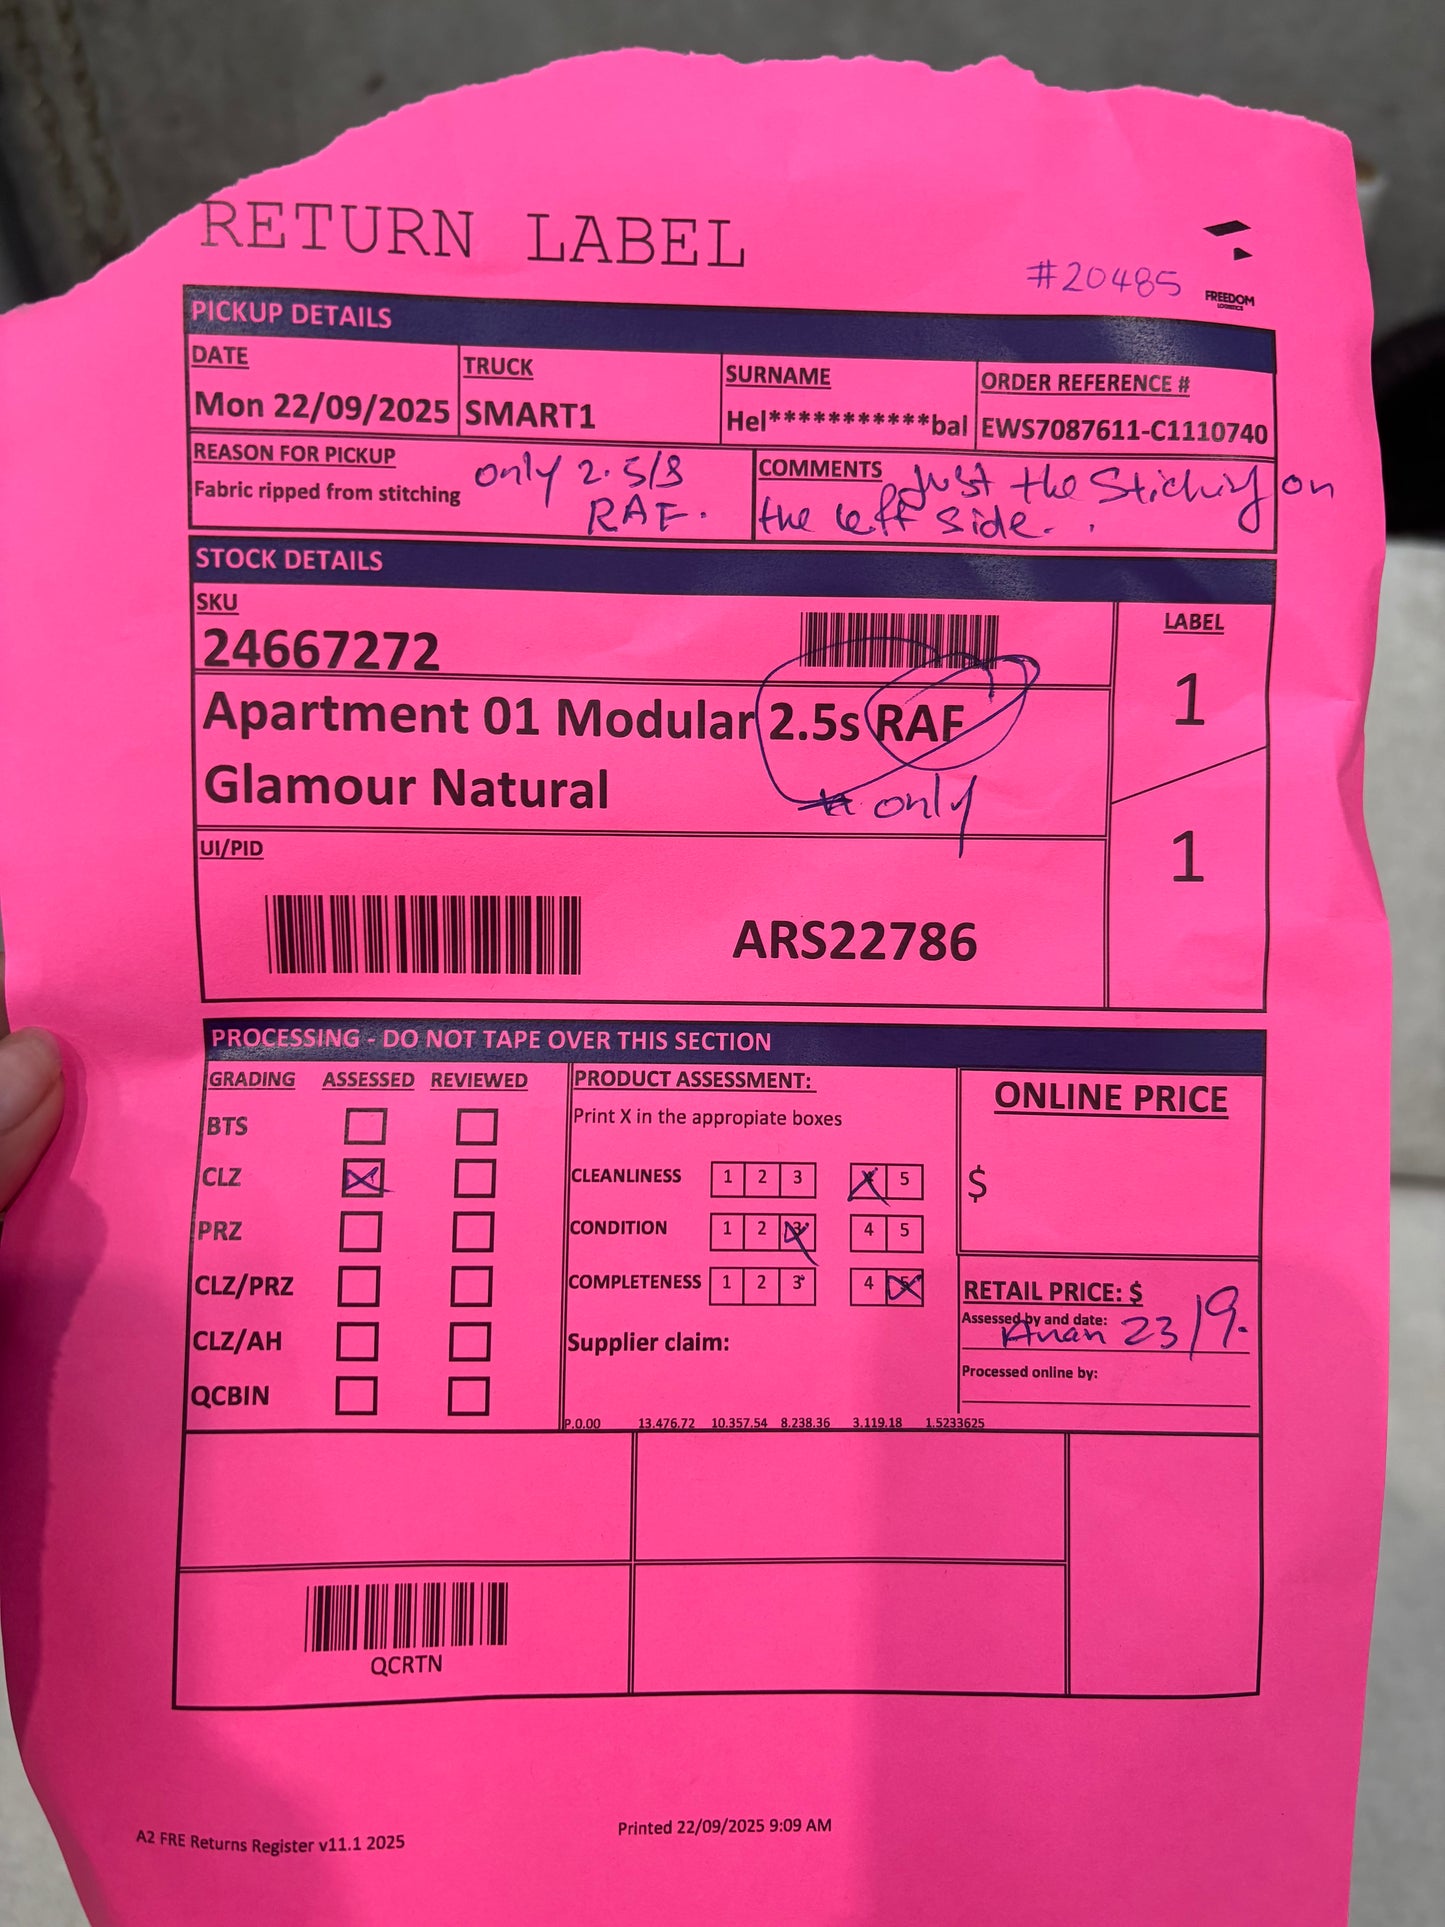 RETURN LABEL
#20485
FREEDOM
LOGISTICS
PICKUP DETAILS
DATE
Mon 22/09/2025
TRUCK
SMART1
SURNAME
Hel***********bal
ORDER REFERENCE #
EWS7087611-C1110740
REASON FOR PICKUP
Fabric ripped from stitching
only 2.5/S
RAF.
COMMENTS
Just the Stiching on
the left side..
STOCK DETAILS
SKU
24667272
Apartment 01 Modular 2.5s RAF
Glamour Natural
only
LABEL
1
1
UI/PID
ARS22786
PROCESSING - DO NOT TAPE OVER THIS SECTION
GRADING ASSESSED REVIEWED
BTS
CLZ
PRZ
CLZ/PRZ
CLZ/AH
QCBIN
PRODUCT ASSESSMENT:
Print X in the appropiate boxes
CLEANLINESS 1 2 3 4 5
CONDITION 1 2 3 4 5
COMPLETENESS 1 2 3 4 5
Supplier claim:
P.0.00 13.476.72 10.357.54 8.238.36 3.119.18 1.5233625
ONLINE PRICE
$
RETAIL PRICE: $
Assessed by and date:
23/9.
Processed online by:
QCRTN
A2 FRE Returns Register v11.1 2025
Printed 22/09/2025 9:09 AM